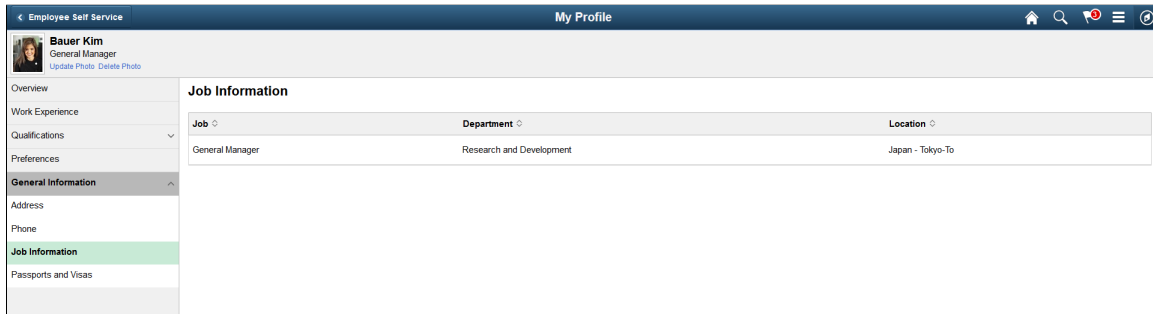 Employee Self Service
My Profile
3
Bauer Kim
General Manager
Update Photo Delete Photo
Overview
Work Experience
Qualifications
Preferences
General Information
Address
Phone
Job Information
Passports and Visas
Job Information
Job Department Location
General Manager Research and Development Japan - Tokyo-To